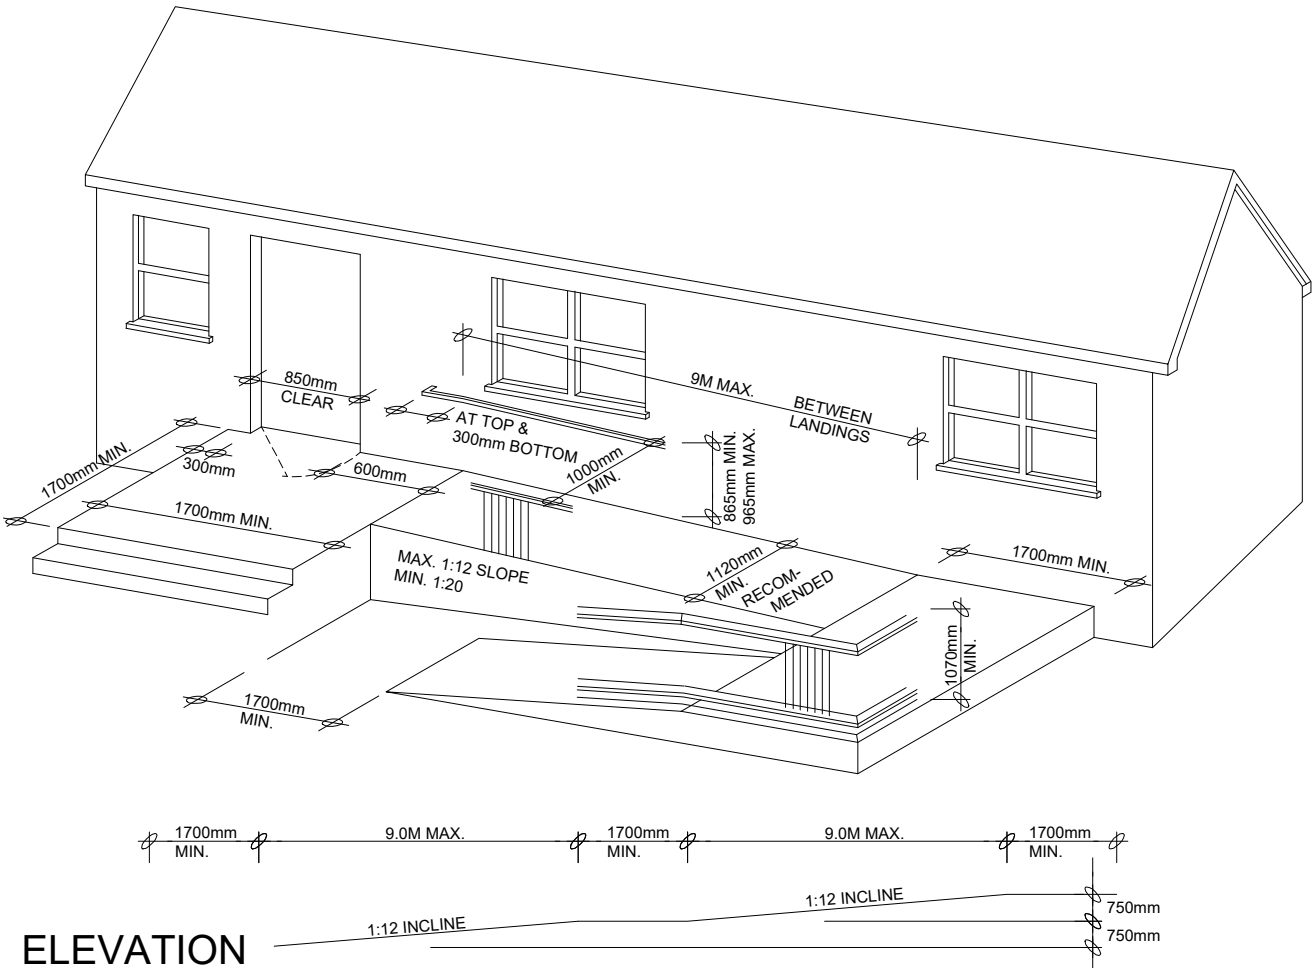 850mm
CLEAR
9M MAX.
BETWEEN
LANDINGS
AT TOP &
300mm BOTTOM
1700mm MIN.
300mm
600mm
1000mm
MIN.
865mm MIN.
965mm MAX.
1700mm MIN.
MAX. 1:12 SLOPE
MIN. 1:20
1120mm
MIN.
RECOM-
MENDED
1700mm MIN.
1070mm
MIN.
1700mm
MIN.
1700mm
MIN.
9.0M MAX.
1700mm
MIN.
9.0M MAX.
1700mm
MIN.
1:12 INCLINE
1:12 INCLINE
750mm
750mm
ELEVATION